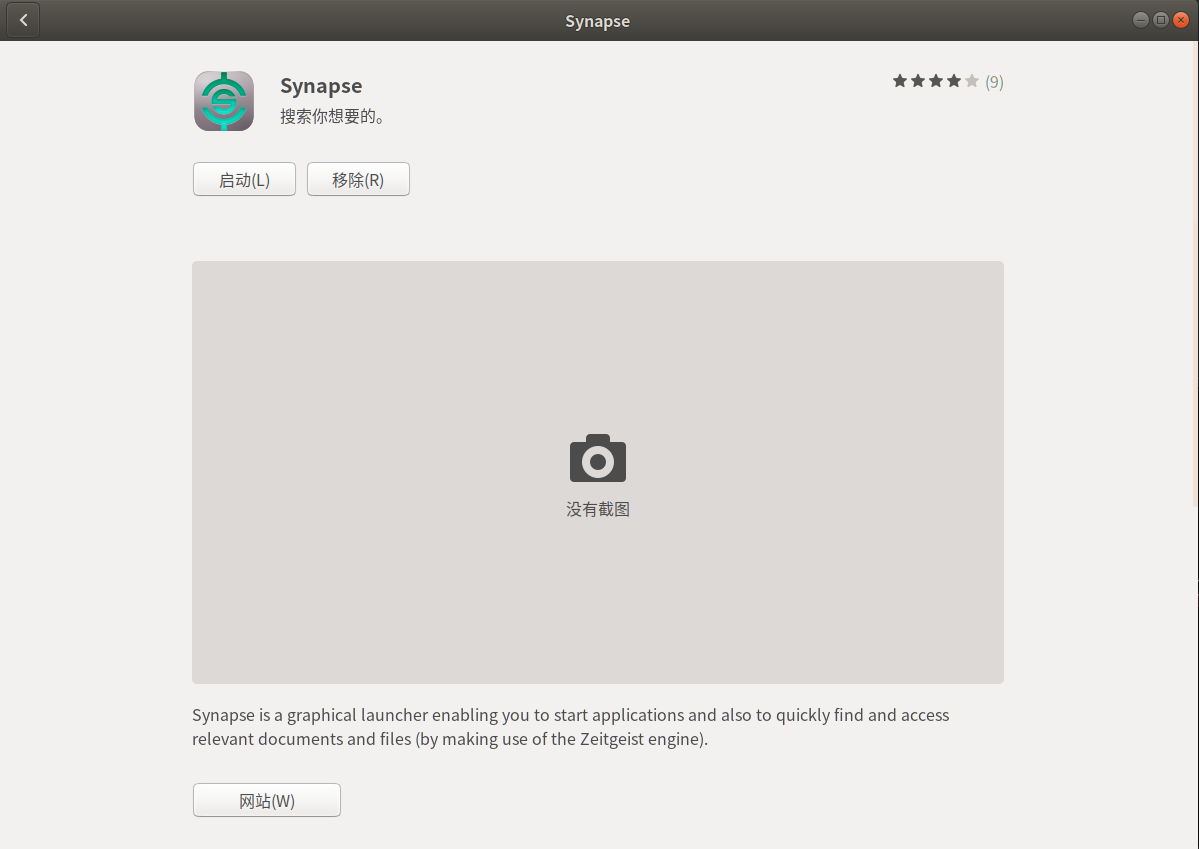 Synapse
Synapse
(9)
搜索你想要的。
启动(L)
移除(R)
没有截图
Synapse is a graphical launcher enabling you to start applications and also to quickly find and access
relevant documents and files (by making use of the Zeitgeist engine).
网站(W)